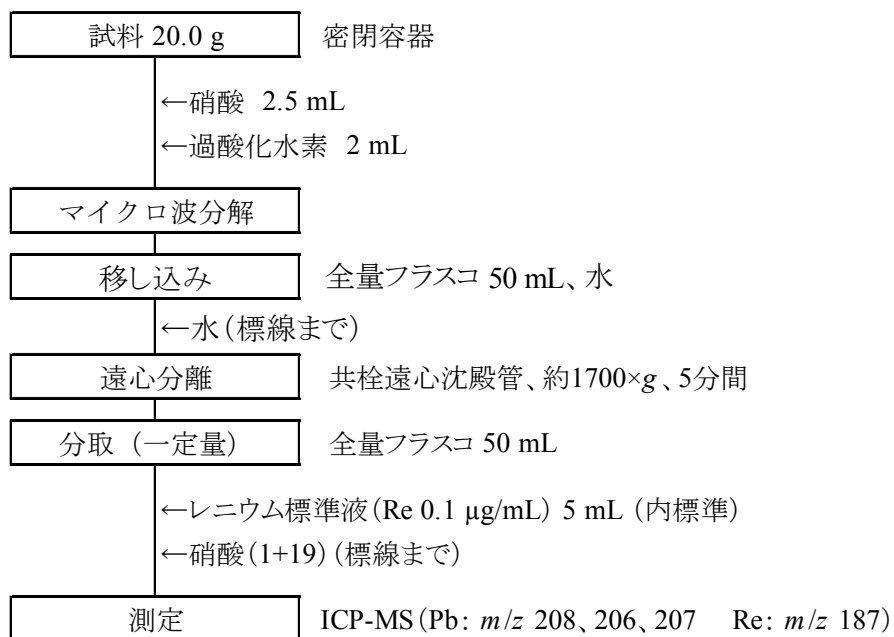 試料 20.0 g 密閉容器
←硝酸 2.5 mL
←過酸化水素 2 mL
マイクロ波分解
移し込み 全量フラスコ 50 mL、水
←水(標線まで)
遠心分離 共栓遠心沈殿管、約1700×g、5分間
分取 (一定量) 全量フラスコ 50 mL
←レニウム標準液(Re 0.1 µg/mL) 5 mL (内標準)
←硝酸(1+19)(標線まで)
測定 ICP-MS(Pb: m/z 208、206、207 Re: m/z 187)